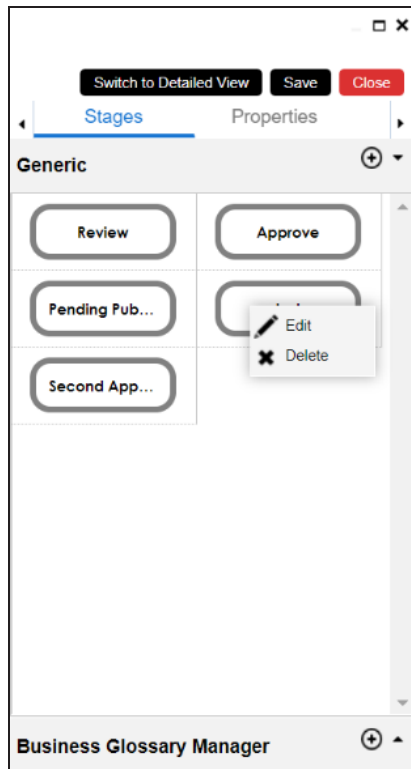 Switch to Detailed View Save Close
Stages Properties
Generic
Review Approve
Pending Pub...
Edit
Delete
Second App...
Business Glossary Manager